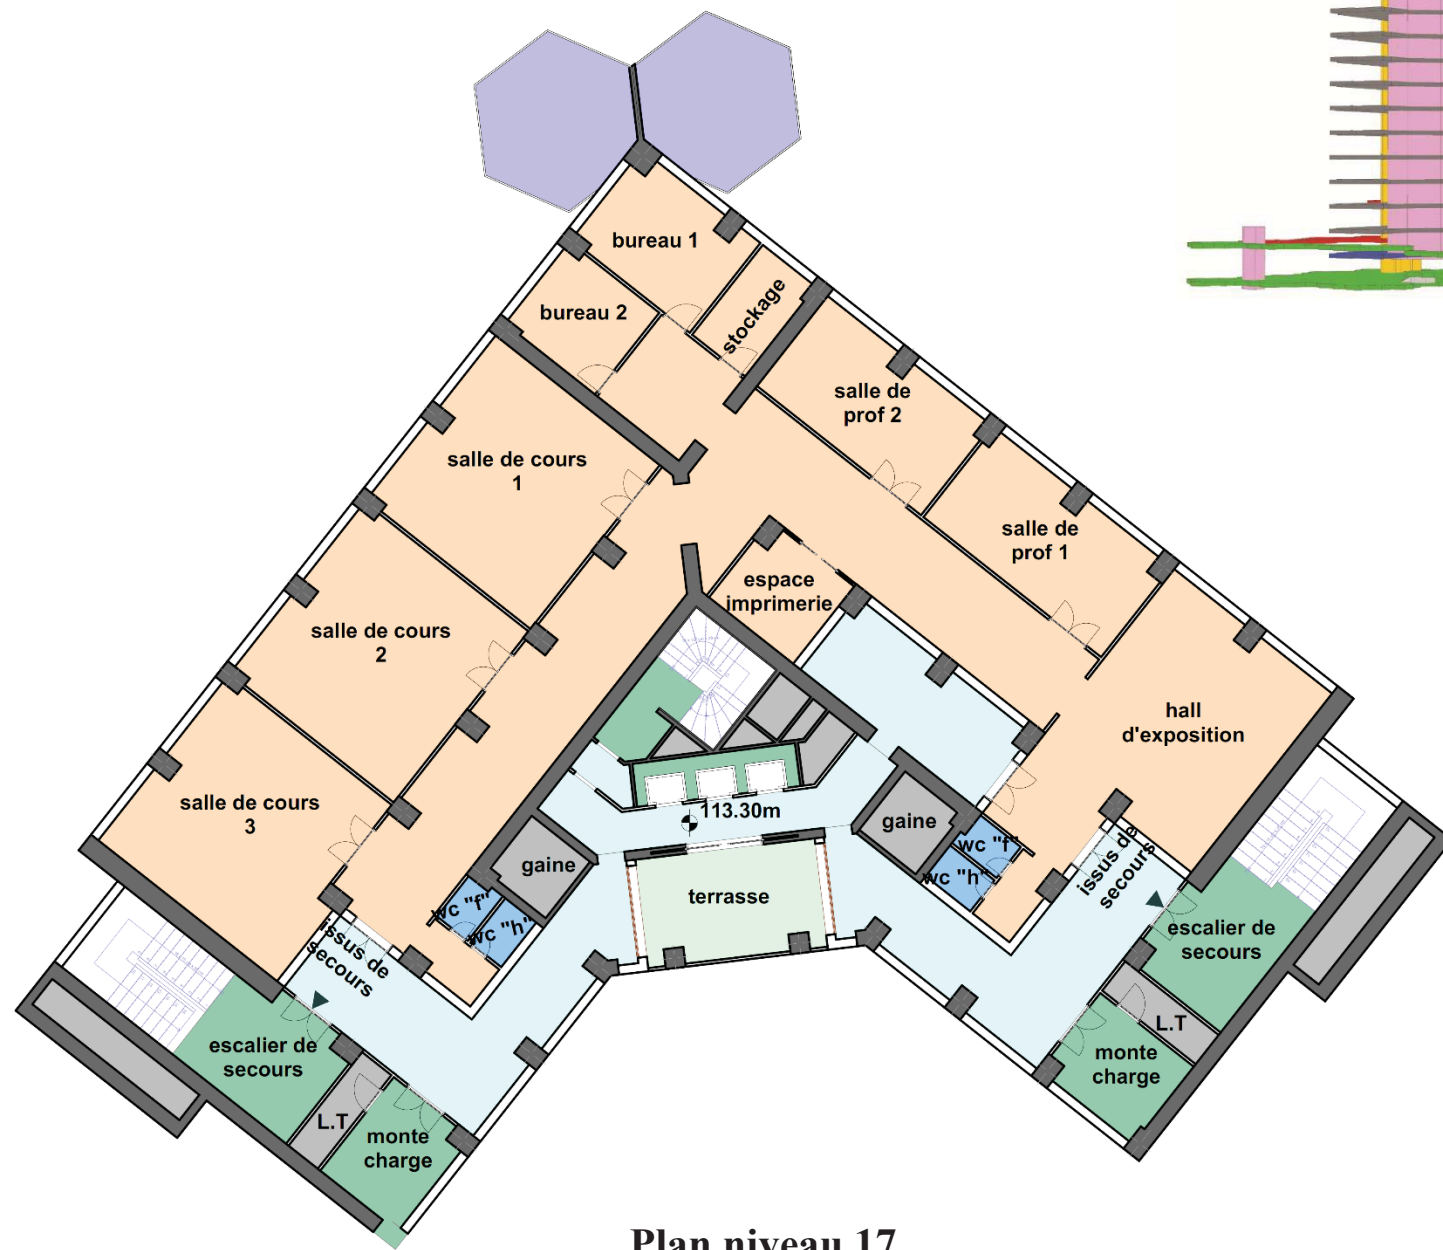 bureau 1
bureau 2
stockage
salle de
prof 2
salle de cours
1
salle de
prof 1
espace
imprimerie
salle de cours
2
hall
d'exposition
salle de cours
3
113.30m
gaine
wc "f"
wc "h"
issus de
secours
gaine
terrasse
wc "f"
wc "h"
issus de
secours
escalier de
secours
L.T
monte
charge
escalier de
secours
L.T
monte
charge
Plan niveau 17